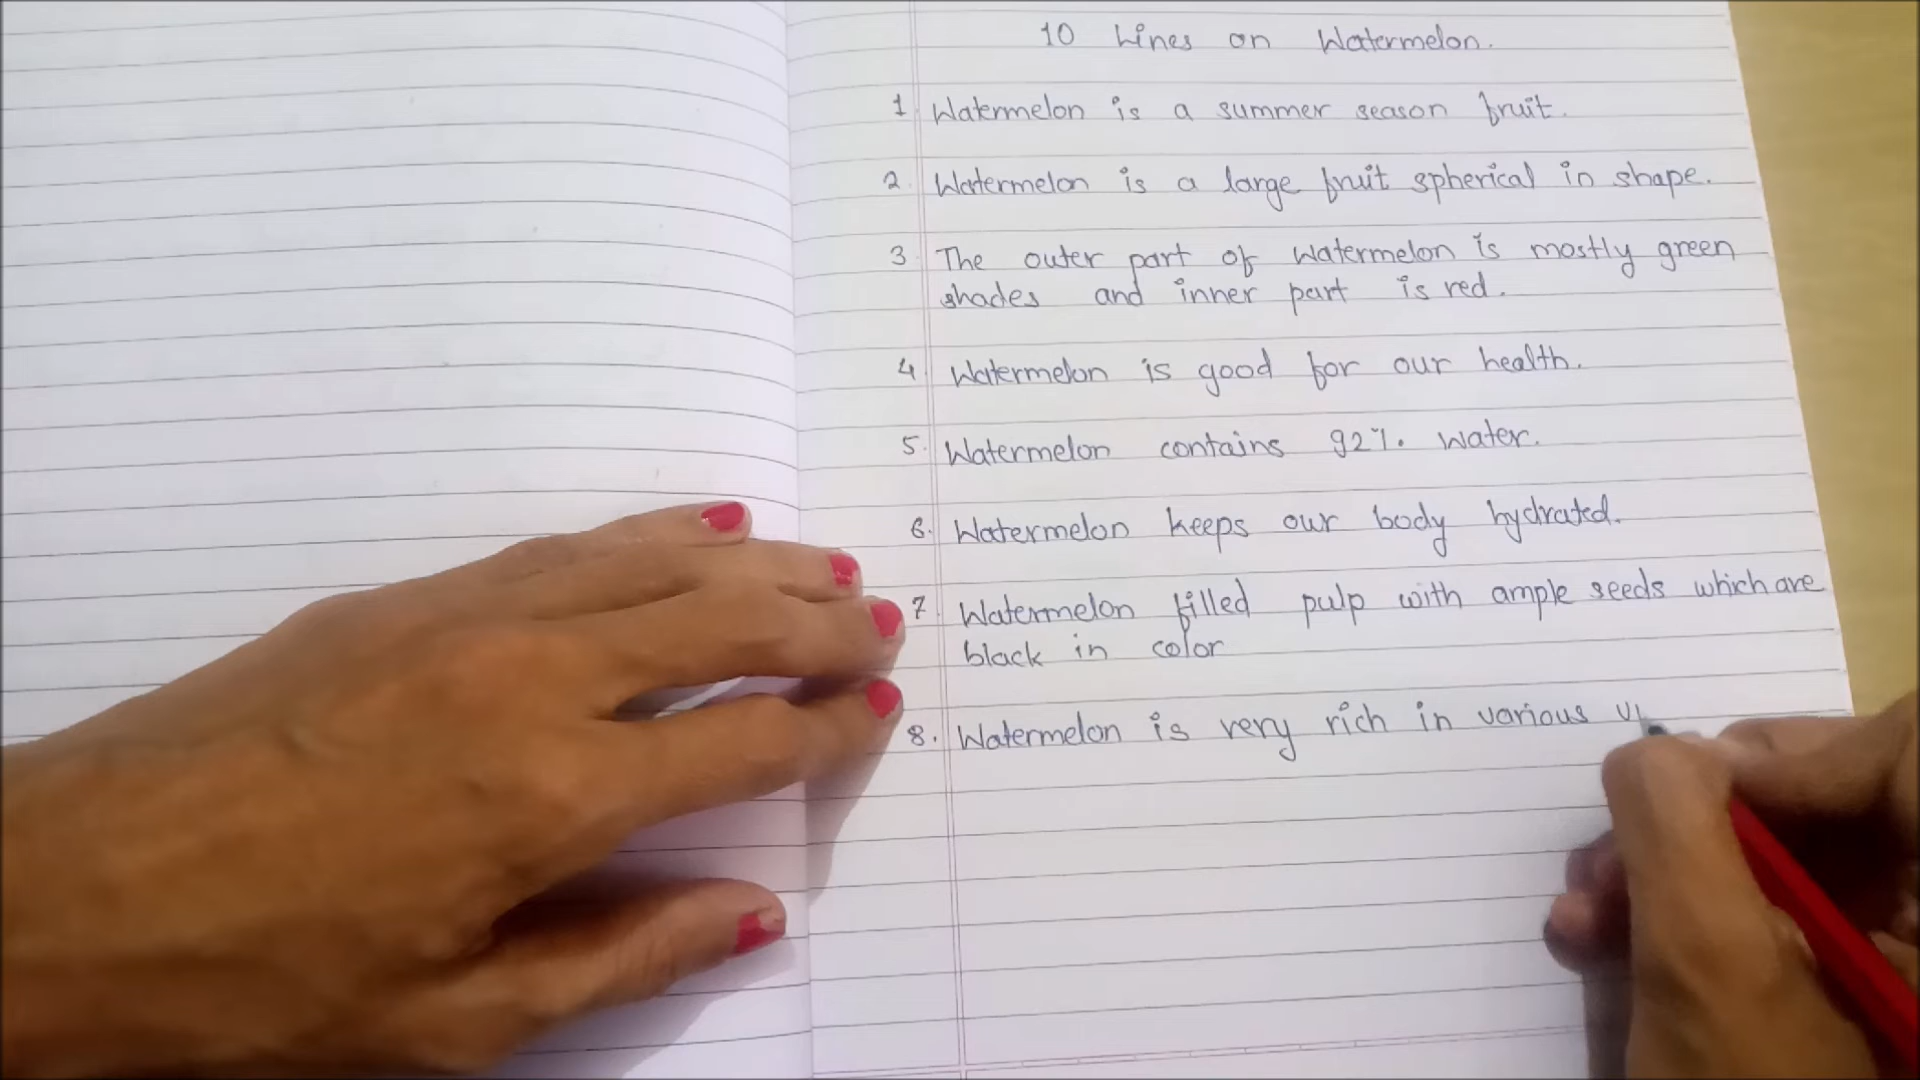 10 Lines on Watermelon.
1 Watermelon is a summer season fruit.
2. Watermelon is a large fruit spherical in shape.
3 The outer part of watermelon is mostly green
shades and inner part is red.
4 Watermelon is good for our health.
5. Watermelon contains 92% water.
6. Watermelon keeps our body hydrated.
7. Watermelon filled pulp with ample seeds which are
black in color
8. Watermelon is very rich in various